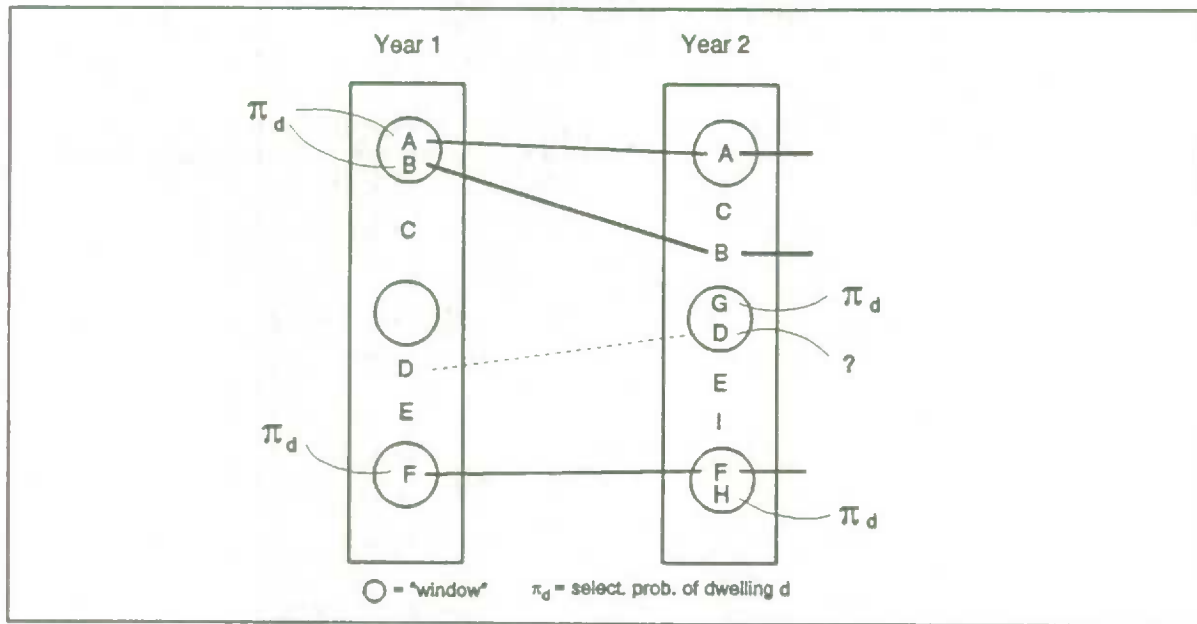 Year 1 Year 2
π d
A
B
C
D
E
π d
F
A
C
B
G
D
π d
?
E
I
F
H
π d
○ = "window" π d = select. prob. of dwelling d